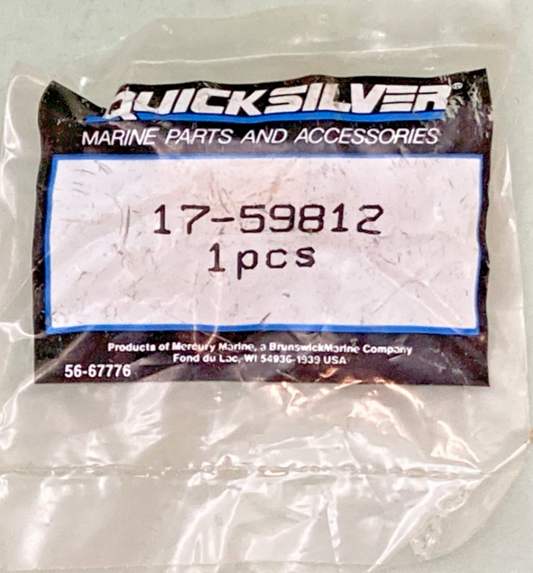 QUICKSILVER®
MARINE PARTS AND ACCESSORIES
17-59812
1pcs
Products of Mercury Marine, a BrunswickMarine Company
Fond du Lac, WI 54936-1939 USA
56-67776